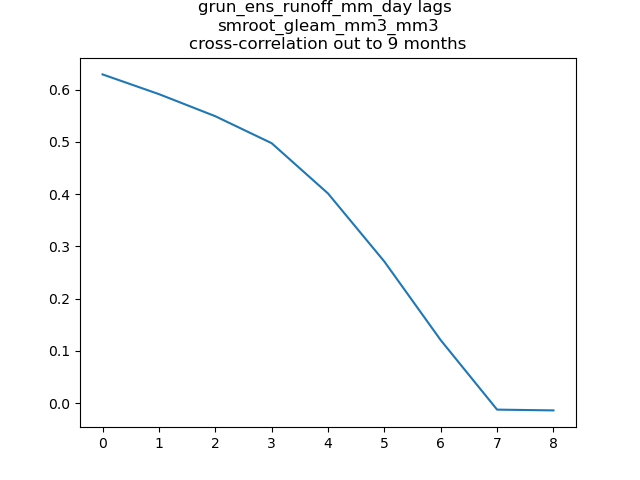 grun_ens_runoff_mm_day lags
smroot_gleam_mm3_mm3
cross-correlation out to 9 months
0.6
0.5
0.4
0.3
0.2
0.1
0.0
0 1 2 3 4 5 6 7 8